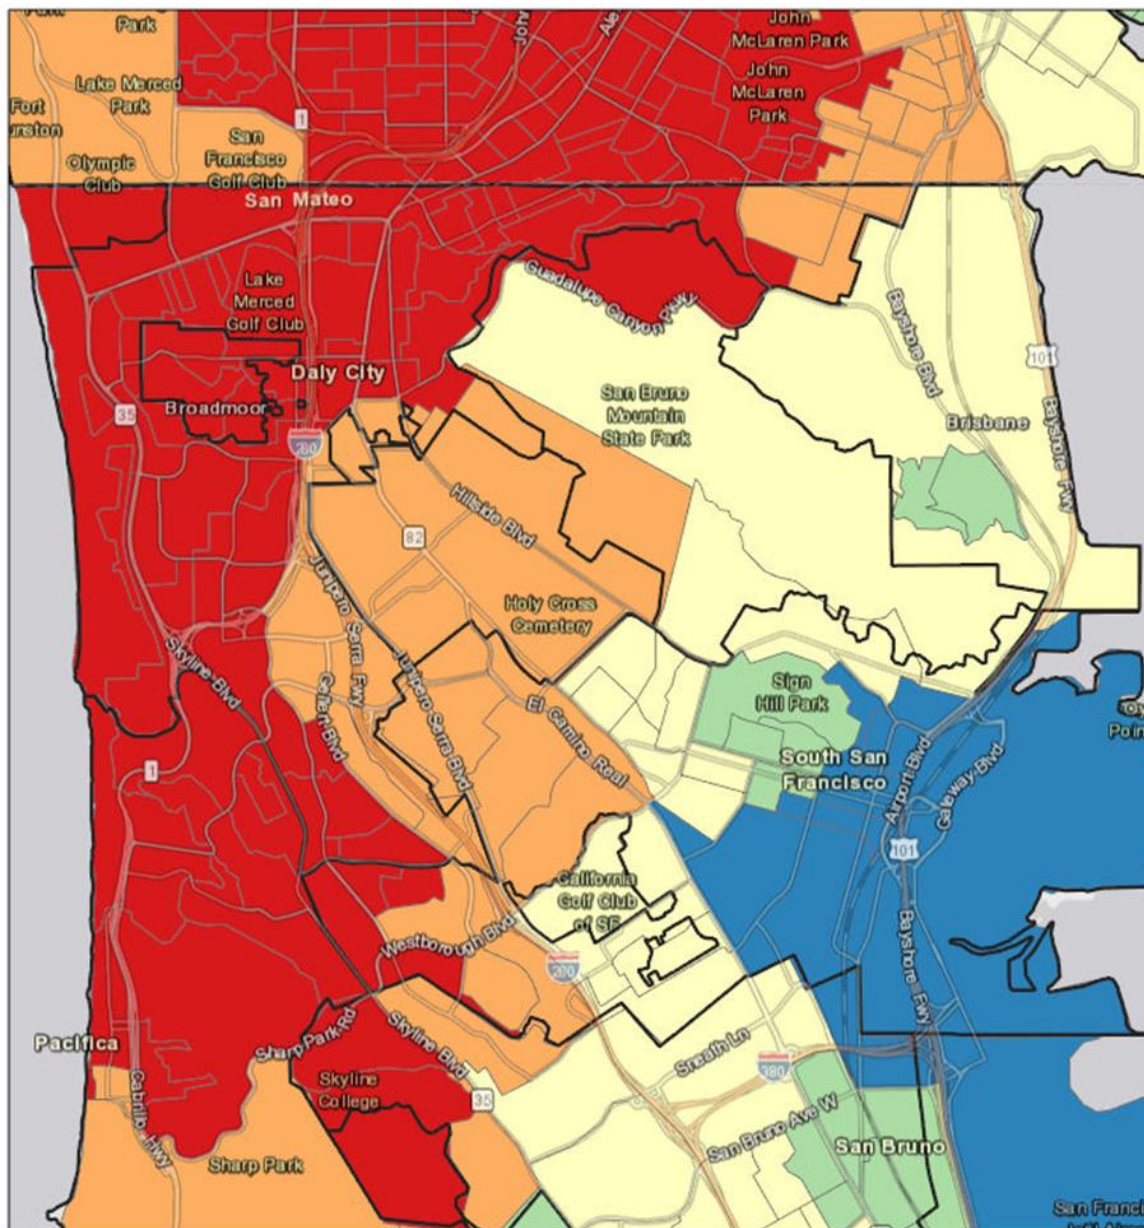 Park
Lake Merced
Park
Fort
Olympic
Club
San
Francisco
Golf Club
1
John
McLaren Park
John
McLaren
Park
San Mateo
Lake
Merced
Golf Club
Guadalupe Canyon Pkwy
Bayshore Blvd
101
Bayshore Fwy
Daly City
Broadmoor
35
280
San Bruno
Mountain
State Park
Brisbane
Hillside Blvd
82
Junipero Serra Fwy
Holy Cross
Cemetery
Skyline Blvd
Gellert Blvd
Junipero Serra Blvd
El Camino Real
Sign
Hill Park
South San
Francisco
Airport Blvd
Gateway Blvd
1
101
California
Golf Club
of SF
Westborough Blvd
280
Bayshore Fwy
Pacifica
Sharp Park Rd
Skyline Blvd
Sneath Ln
380
Cabrillo Hwy
Skyline
College
35
San Bruno Ave W
San Bruno
Sharp Park